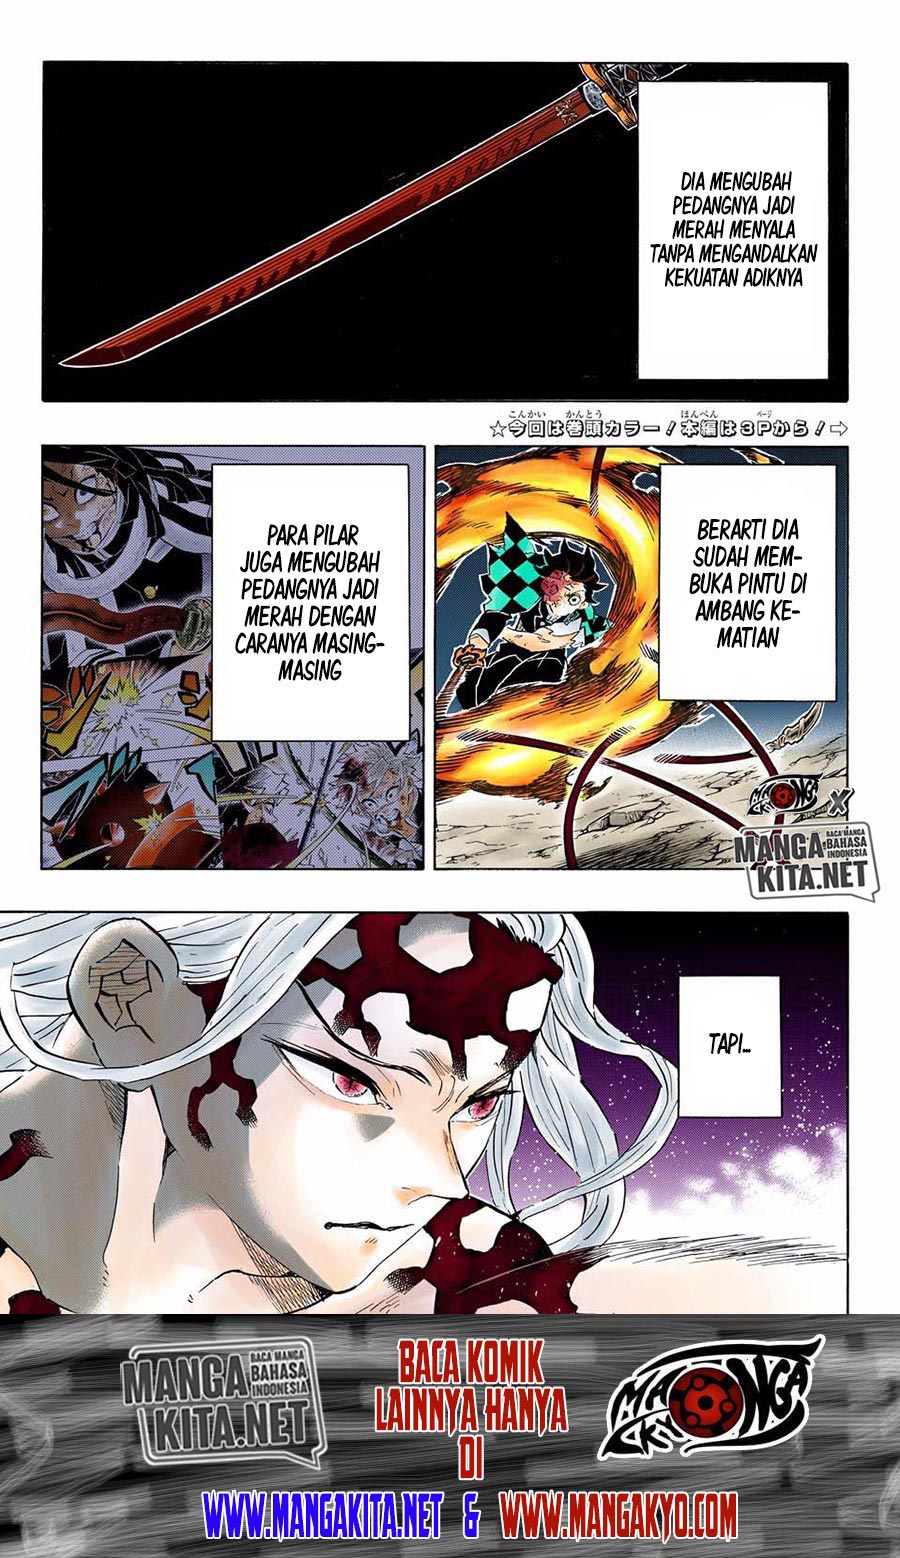 DIA MENGUBAH
PEDANGNYA JADI
MERAH MENYALA
TANPA MENGANDALKAN
KEKUATAN ADIKNYA
★今回は巻頭カラー！本編は3Pから！⇨
BERARTI DIA
SUDAH MEM-
BUKA PINTU DI
AMBANG KE-
MATIAN
PARA PILAR
JUGA MENGUBAH
PEDANGNYA JADI
MERAH DENGAN
CARANYA MASING-
MASING
X
MANGA BACA MANGA BAHASA INDONESIA
KITA.NET
TAPI...
MANGA BACA MANGA BAHASA INDONESIA
KITA.NET
BACA KOMIK
LAINNYA HANYA
DI
MANGAKYO
WWW.MANGAKITA.NET & WWW.MANGAKYO.COM